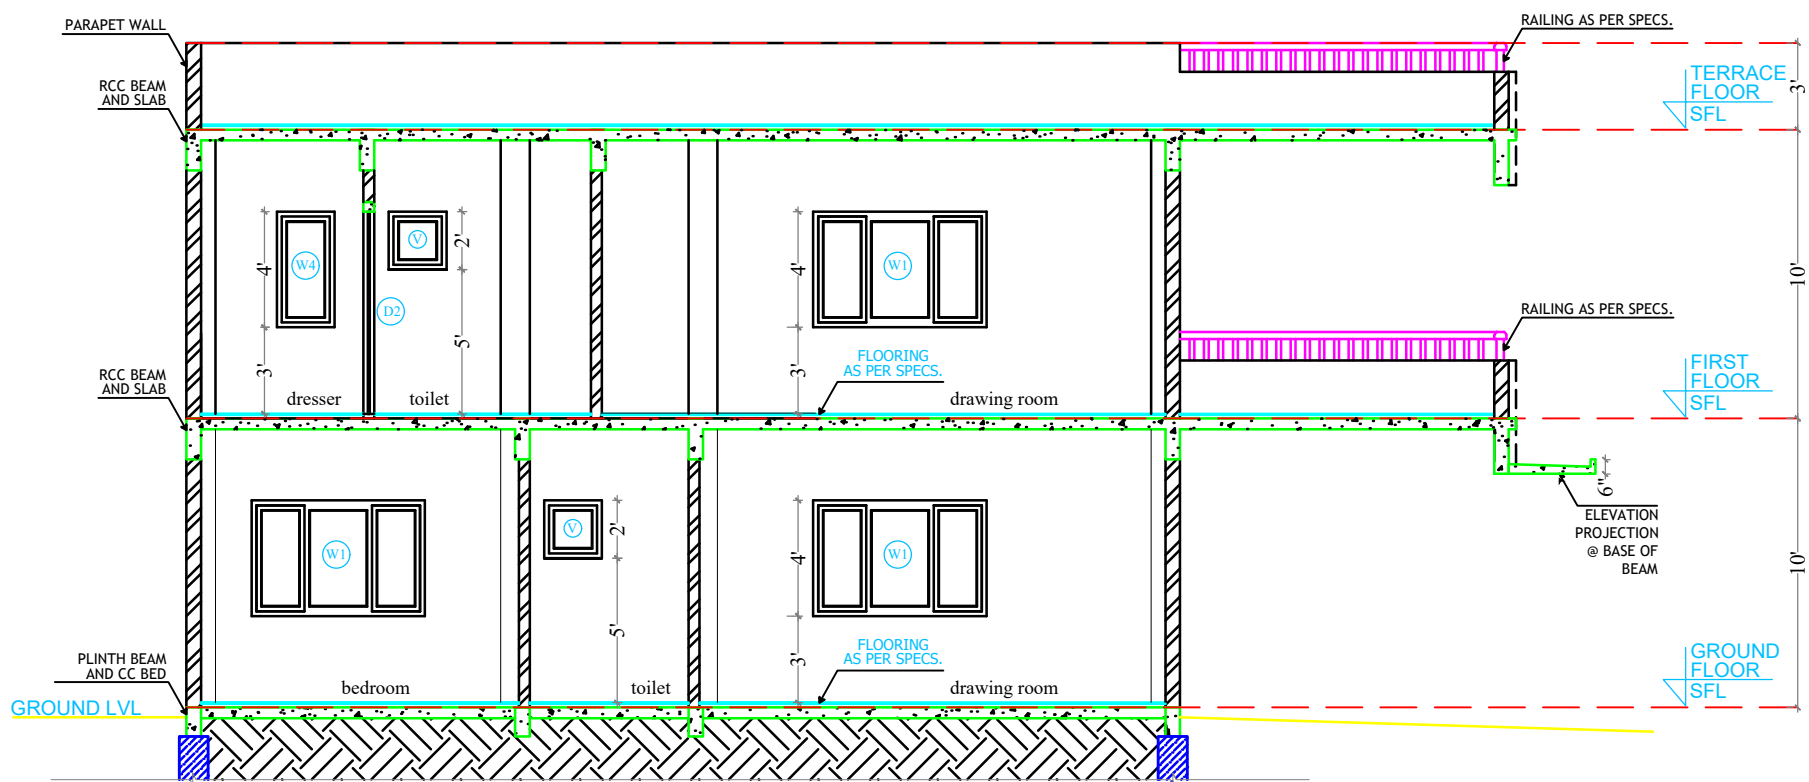 PARAPET WALL
RAILING AS PER SPECS.
RCC BEAM
AND SLAB
TERRACE
FLOOR
SFL
3'
W4
V
2'
4'
D2
5'
3'
W1
4'
3'
10'
RAILING AS PER SPECS.
FLOORING
AS PER SPECS.
RCC BEAM
AND SLAB
dresser
toilet
drawing room
FIRST
FLOOR
SFL
6"
ELEVATION
PROJECTION
@ BASE OF
BEAM
W1
V
2'
5'
W1
4'
3'
10'
FLOORING
AS PER SPECS.
PLINTH BEAM
AND CC BED
bedroom
toilet
drawing room
GROUND
FLOOR
SFL
GROUND LVL